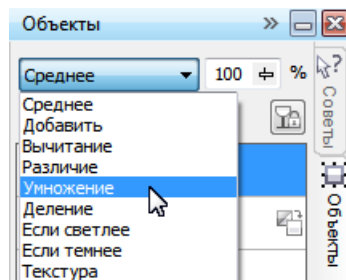 Объекты
Среднее 100 %
Среднее
Добавить
Вычитание
Различие
Умножение
Деление
Если светлее
Если темнее
Текстура
Советы
Объекты